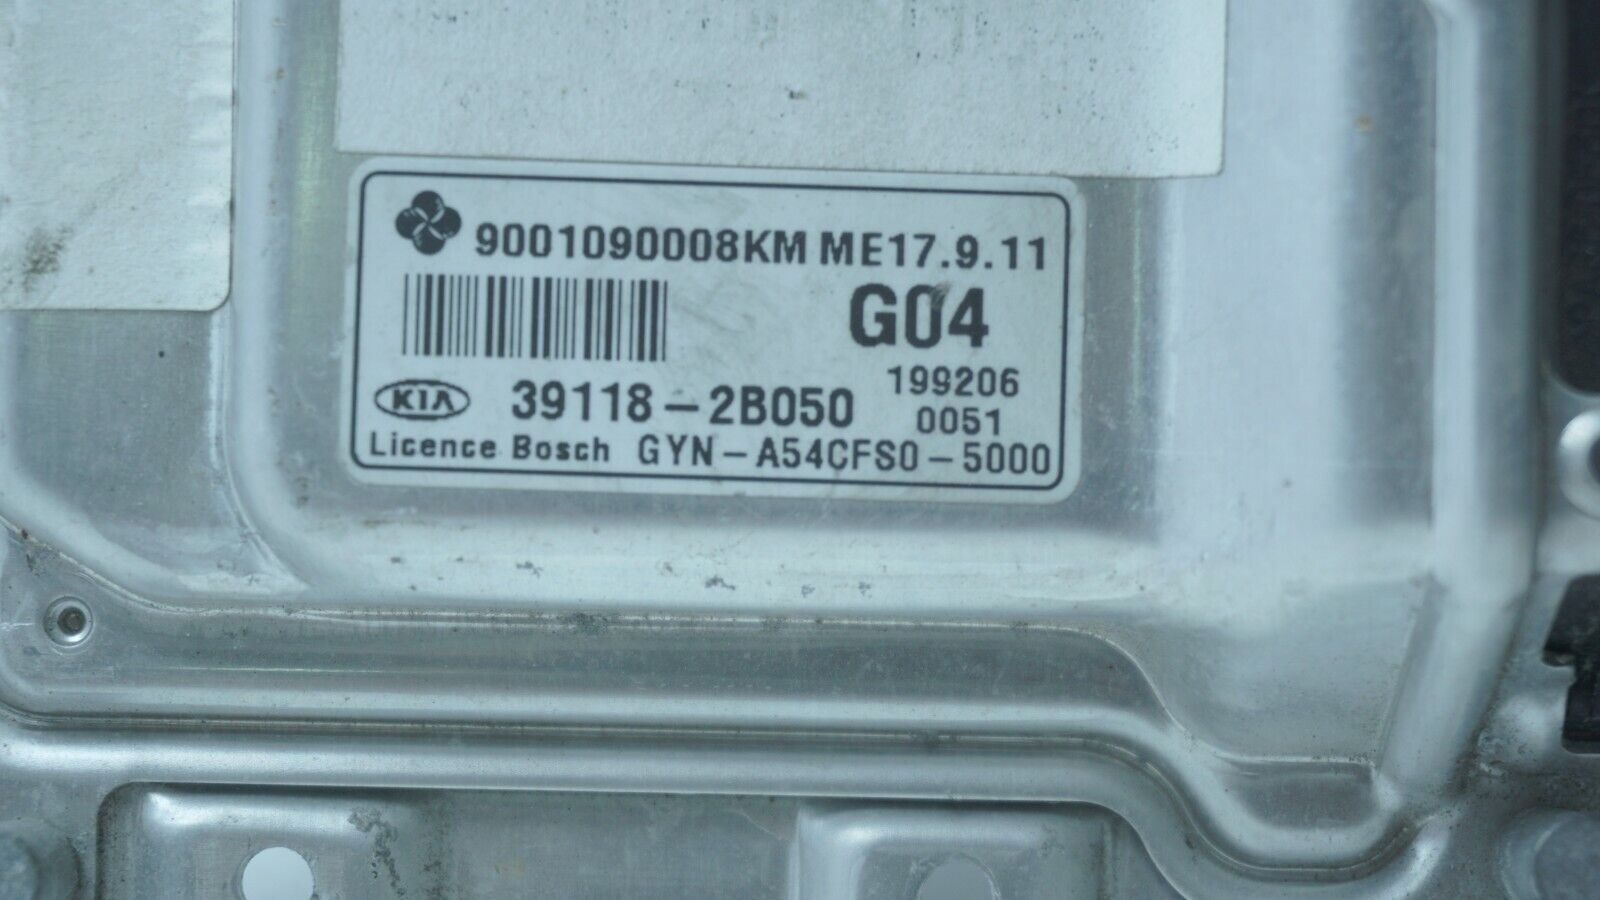 9001090008KM ME17.9.11
G04
199206
KIA 39118-2B050
0051
Licence Bosch GYN-A54CFS0-5000